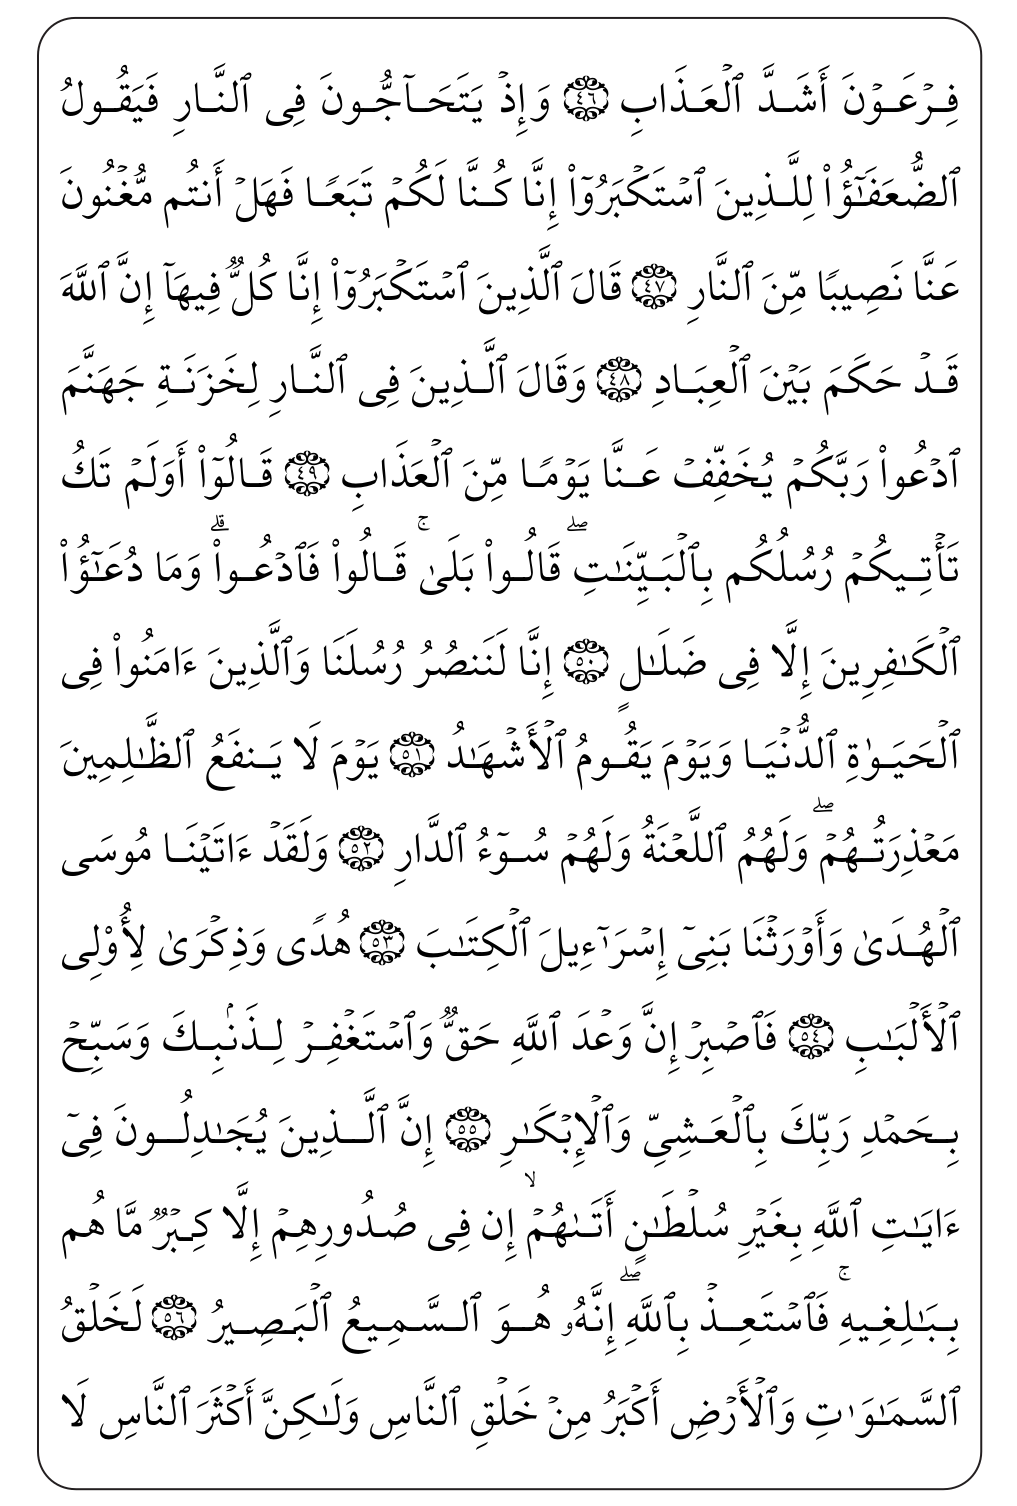 فِرْعَوْنَ أَشَدَّ ٱلْعَذَابِ ٤٦ وَإِذْ يَتَحَآجُّونَ فِى ٱلنَّارِ فَيَقُولُ
ٱلضُّعَفَـٰٓؤُا۟ لِلَّذِينَ ٱسْتَكْبَرُوٓا۟ إِنَّا كُنَّا لَكُمْ تَبَعًا فَهَلْ أَنتُم مُّغْنُونَ
عَنَّا نَصِيبًا مِّنَ ٱلنَّارِ ٤٧ قَالَ ٱلَّذِينَ ٱسْتَكْبَرُوٓا۟ إِنَّا كُلٌّ فِيهَآ إِنَّ ٱللَّهَ
قَدْ حَكَمَ بَيْنَ ٱلْعِبَادِ ٤٨ وَقَالَ ٱلَّذِينَ فِى ٱلنَّارِ لِخَزَنَةِ جَهَنَّمَ
ٱدْعُوا۟ رَبَّكُمْ يُخَفِّفْ عَنَّا يَوْمًا مِّنَ ٱلْعَذَابِ ٤٩ قَالُوٓا۟ أَوَلَمْ تَكُ
تَأْتِيكُمْ رُسُلُكُم بِٱلْبَيِّنَـٰتِ ۖ قَالُوا۟ بَلَىٰ ۚ قَالُوا۟ فَٱدْعُوا۟ ۗ وَمَا دُعَـٰٓؤُا۟
ٱلْكَـٰفِرِينَ إِلَّا فِى ضَلَـٰلٍ ٥٠ إِنَّا لَنَنصُرُ رُسُلَنَا وَٱلَّذِينَ ءَامَنُوا۟ فِى
ٱلْحَيَوٰةِ ٱلدُّنْيَا وَيَوْمَ يَقُومُ ٱلْأَشْهَـٰدُ ٥١ يَوْمَ لَا يَنفَعُ ٱلظَّـٰلِمِينَ
مَعْذِرَتُهُمْ ۖ وَلَهُمُ ٱللَّعْنَةُ وَلَهُمْ سُوٓءُ ٱلدَّارِ ٥٢ وَلَقَدْ ءَاتَيْنَا مُوسَى
ٱلْهُدَىٰ وَأَوْرَثْنَا بَنِىٓ إِسْرَٰٓءِيلَ ٱلْكِتَـٰبَ ٥٣ هُدًى وَذِكْرَىٰ لِأُو۟لِى
ٱلْأَلْبَـٰبِ ٥٤ فَٱصْبِرْ إِنَّ وَعْدَ ٱللَّهِ حَقٌّ وَٱسْتَغْفِرْ لِذَنۢبِكَ وَسَبِّحْ
بِحَمْدِ رَبِّكَ بِٱلْعَشِىِّ وَٱلْإِبْكَـٰرِ ٥٥ إِنَّ ٱلَّذِينَ يُجَـٰدِلُونَ فِىٓ
ءَايَـٰتِ ٱللَّهِ بِغَيْرِ سُلْطَـٰنٍ أَتَىٰهُمْ ۙ إِن فِى صُدُورِهِمْ إِلَّا كِبْرٌ مَّا هُم
بِبَـٰلِغِيهِ ۚ فَٱسْتَعِذْ بِٱللَّهِ ۖ إِنَّهُۥ هُوَ ٱلسَّمِيعُ ٱلْبَصِيرُ ٥٦ لَخَلْقُ
ٱلسَّمَـٰوَٰتِ وَٱلْأَرْضِ أَكْبَرُ مِنْ خَلْقِ ٱلنَّاسِ وَلَـٰكِنَّ أَكْثَرَ ٱلنَّاسِ لَا